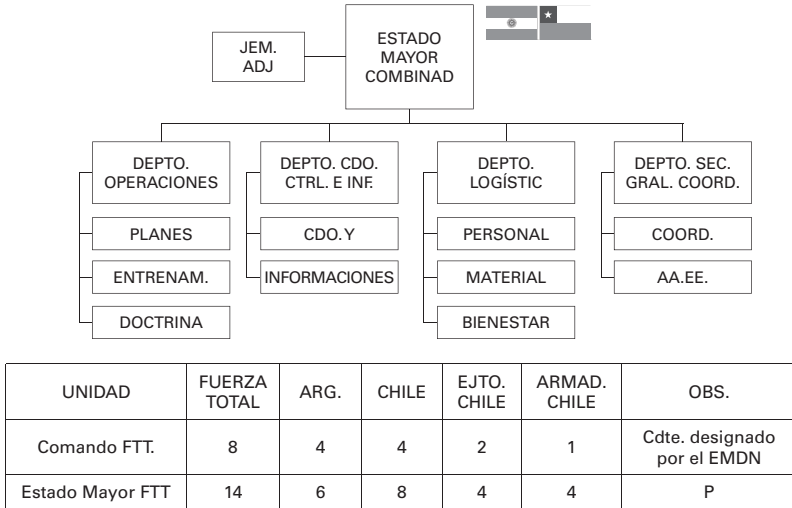 JEM.
ADJ
ESTADO
MAYOR
COMBINAD
DEPTO.
OPERACIONES
PLANES
ENTRENAM.
DOCTRINA
DEPTO. CDO.
CTRL. E INF.
CDO. Y
INFORMACIONES
DEPTO.
LOGÍSTIC
PERSONAL
MATERIAL
BIENESTAR
DEPTO. SEC.
GRAL. COORD.
COORD.
AA.EE.
UNIDAD
FUERZA
TOTAL
ARG.
CHILE
EJTO.
CHILE
ARMAD.
CHILE
OBS.
Comando FTT.
8
4
4
2
1
Cdte. designado
por el EMDN
Estado Mayor FTT
14
6
8
4
4
P